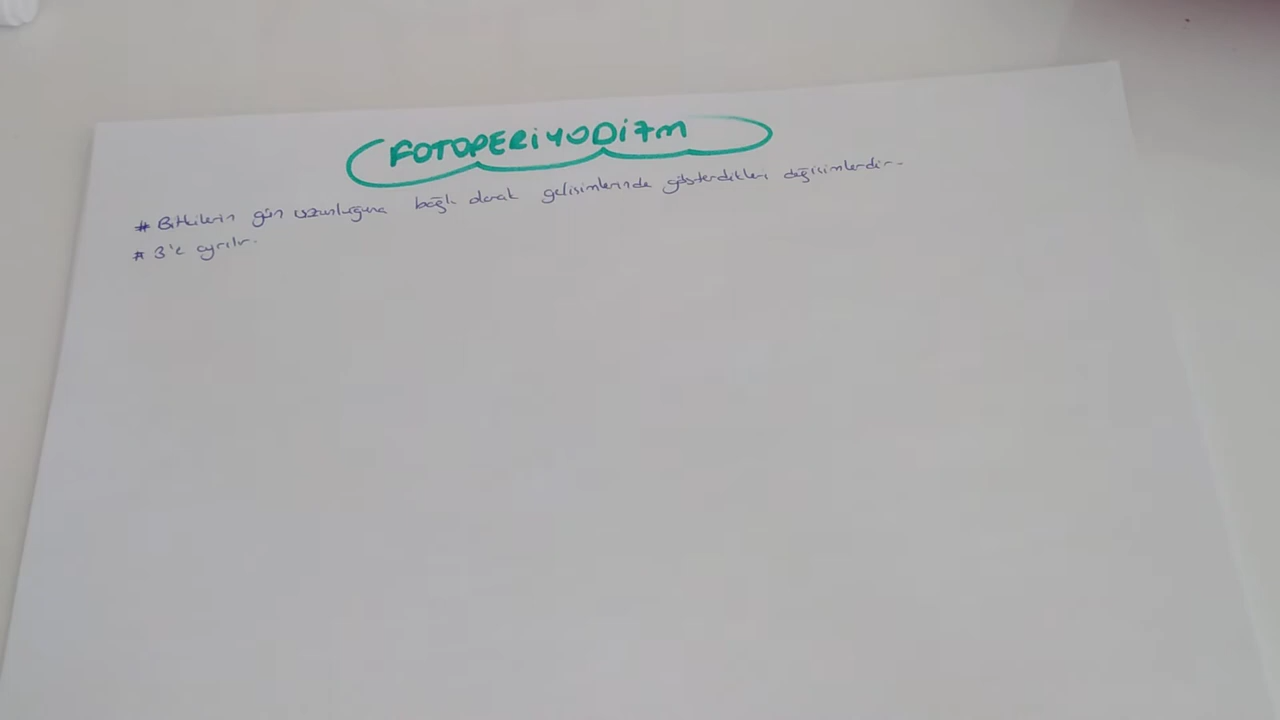 FOTOPERİYODİZM
# Bitkilerin gün uzunluğuna bağlı olarak gelişimlerinde gösterdikleri değişimlerdir.
# 3'e ayrılır.